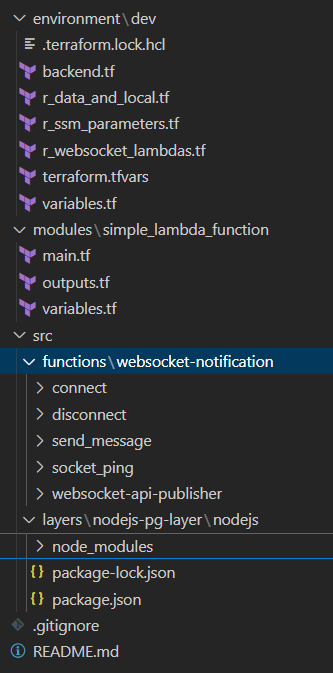 environment\dev
.terraform.lock.hcl
backend.tf
r_data_and_local.tf
r_ssm_parameters.tf
r_websocket_lambdas.tf
terraform.tfvars
variables.tf
modules\simple_lambda_function
main.tf
outputs.tf
variables.tf
src
functions\websocket-notification
connect
disconnect
send_message
socket_ping
websocket-api-publisher
layers\nodejs-pg-layer\nodejs
node_modules
package-lock.json
package.json
.gitignore
README.md